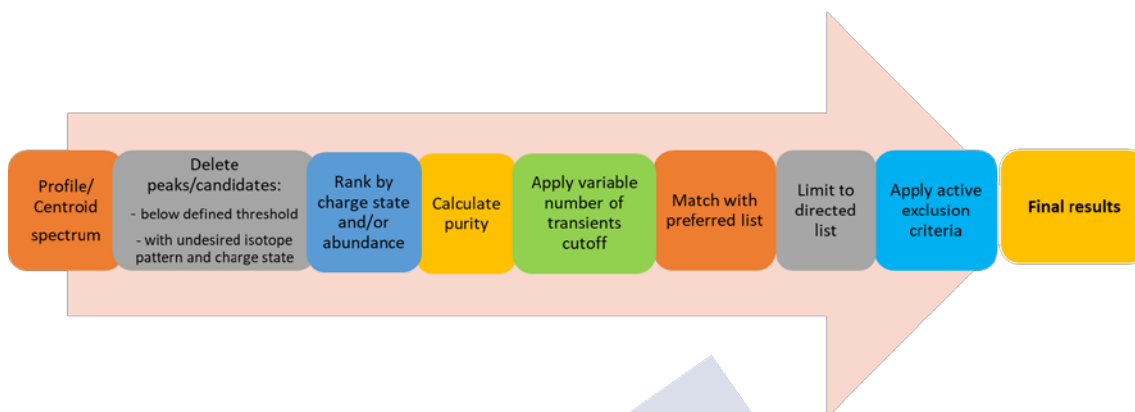 Profile/
Centroid
spectrum
Delete
peaks/candidates:
- below defined threshold
- with undesired isotope
pattern and charge state
Rank by
charge state
and/or
abundance
Calculate
purity
Apply variable
number of
transients
cutoff
Match with
preferred list
Limit to
directed
list
Apply active
exclusion
criteria
Final results